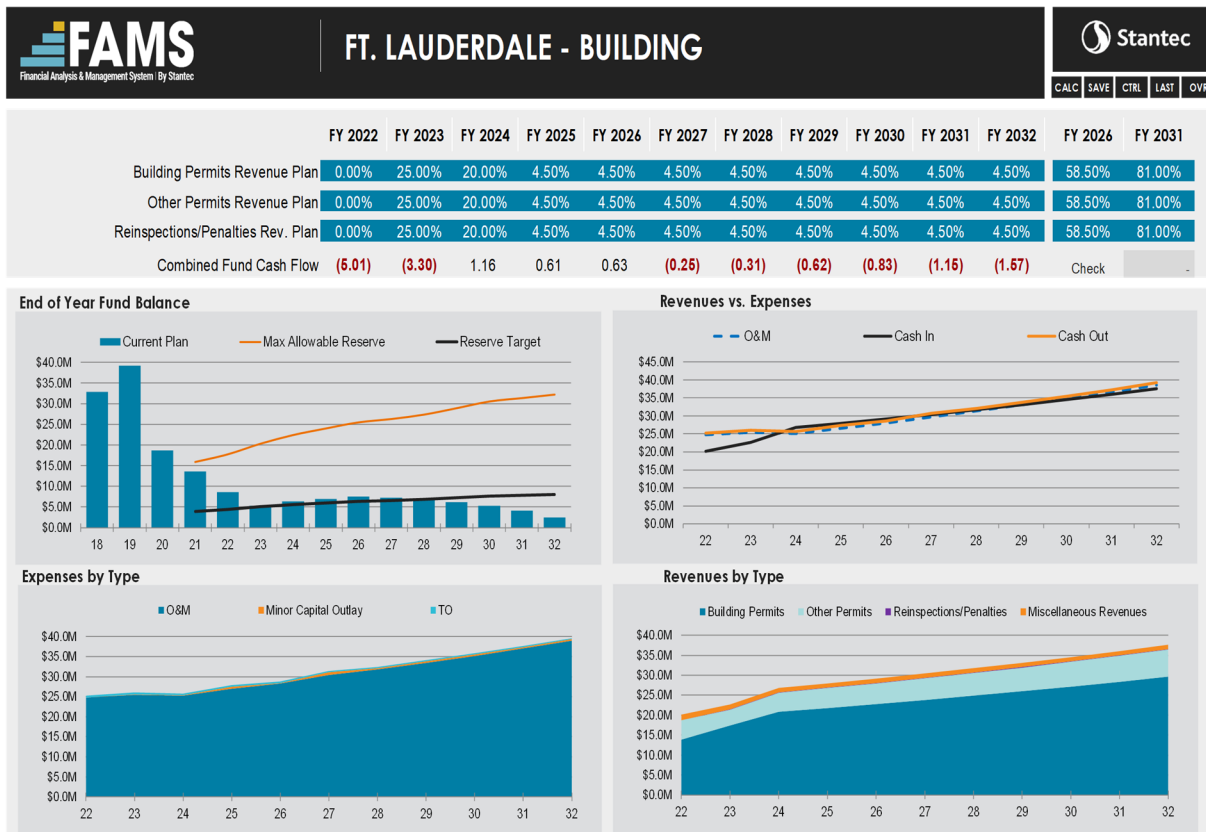 FAMS
Financial Analysis & Management System | By Stantec
FT. LAUDERDALE - BUILDING
Stantec
CALC SAVE CTRL LAST OVR
FY 2022 FY 2023 FY 2024 FY 2025 FY 2026 FY 2027 FY 2028 FY 2029 FY 2030 FY 2031 FY 2032 FY 2026 FY 2031
Building Permits Revenue Plan 0.00% 25.00% 20.00% 4.50% 4.50% 4.50% 4.50% 4.50% 4.50% 4.50% 4.50% 58.50% 81.00%
Other Permits Revenue Plan 0.00% 25.00% 20.00% 4.50% 4.50% 4.50% 4.50% 4.50% 4.50% 4.50% 4.50% 58.50% 81.00%
Reinspections/Penalties Rev. Plan 0.00% 25.00% 20.00% 4.50% 4.50% 4.50% 4.50% 4.50% 4.50% 4.50% 4.50% 58.50% 81.00%
Combined Fund Cash Flow (5.01) (3.30) 1.16 0.61 0.63 (0.25) (0.31) (0.62) (0.83) (1.15) (1.57) Check -
End of Year Fund Balance
Current Plan Max Allowable Reserve Reserve Target
$40.0M
$35.0M
$30.0M
$25.0M
$20.0M
$15.0M
$10.0M
$5.0M
$0.0M
18 19 20 21 22 23 24 25 26 27 28 29 30 31 32
Revenues vs. Expenses
O&M Cash In Cash Out
$45.0M
$40.0M
$35.0M
$30.0M
$25.0M
$20.0M
$15.0M
$10.0M
$5.0M
$0.0M
22 23 24 25 26 27 28 29 30 31 32
Expenses by Type
O&M Minor Capital Outlay TO
$40.0M
$35.0M
$30.0M
$25.0M
$20.0M
$15.0M
$10.0M
$5.0M
$0.0M
22 23 24 25 26 27 28 29 30 31 32
Revenues by Type
Building Permits Other Permits Reinspections/Penalties Miscellaneous Revenues
$40.0M
$35.0M
$30.0M
$25.0M
$20.0M
$15.0M
$10.0M
$5.0M
$0.0M
22 23 24 25 26 27 28 29 30 31 32